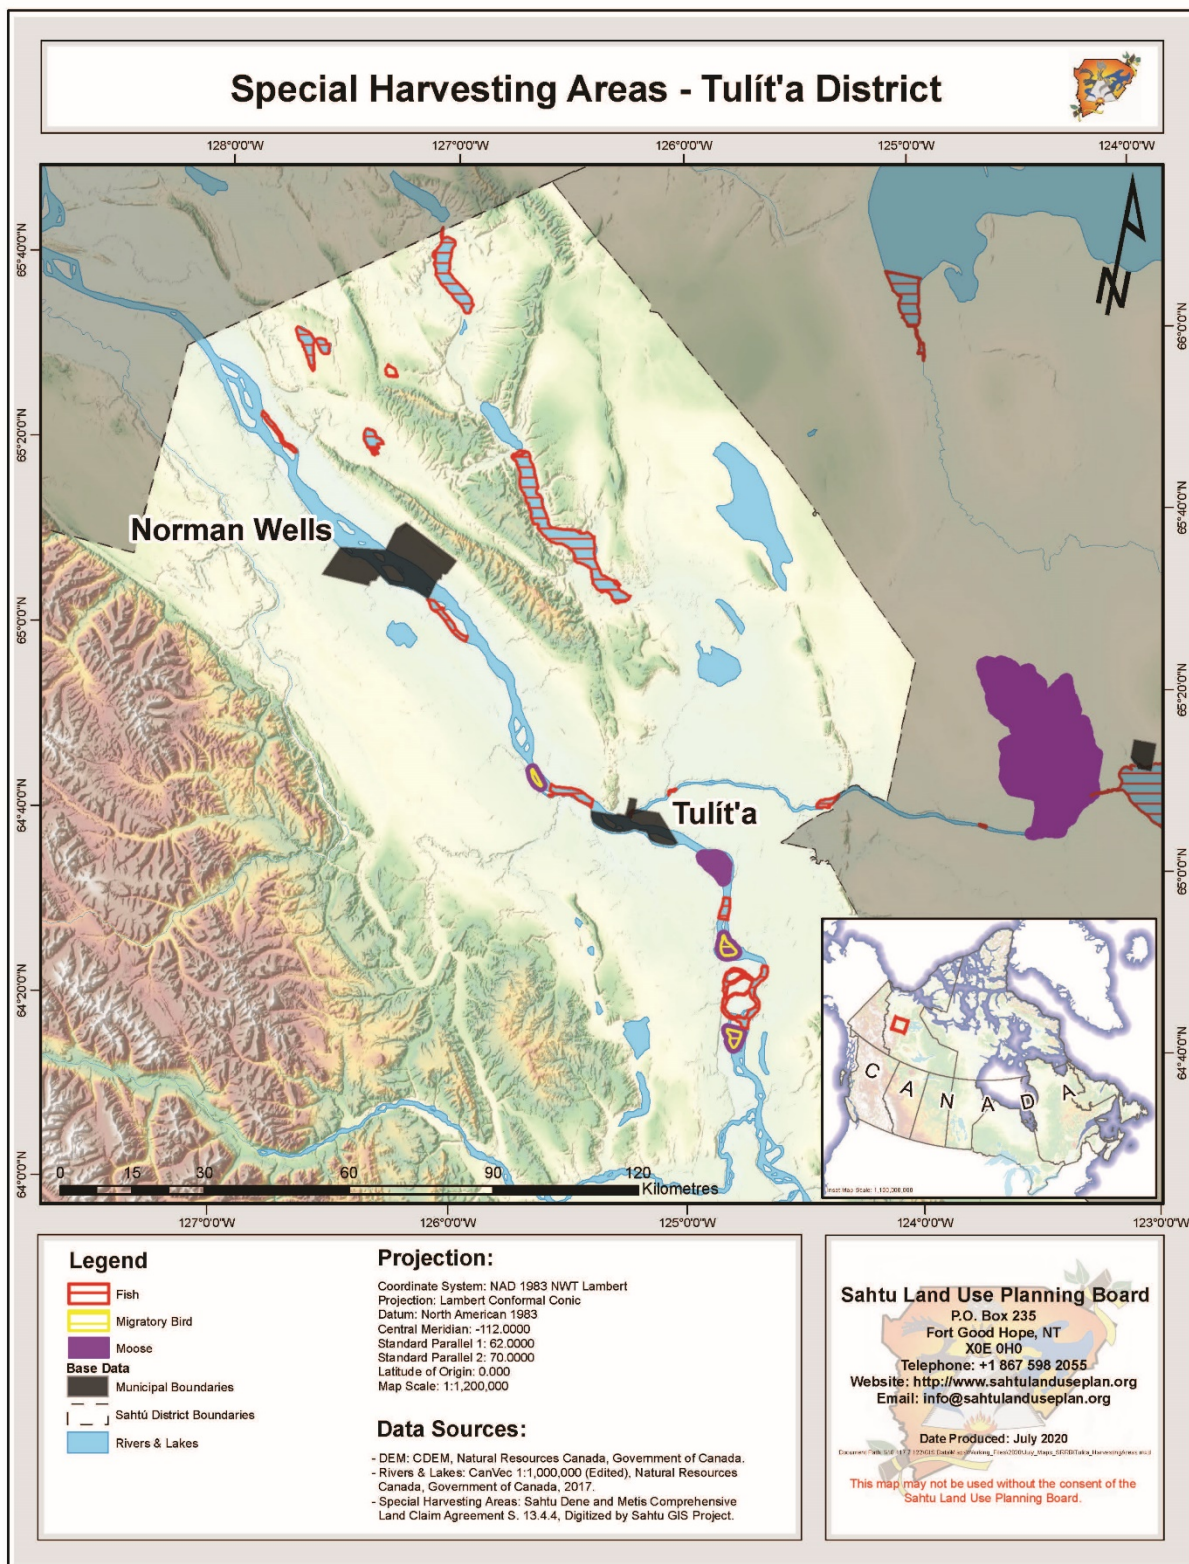 Special Harvesting Areas - Tulít'a District
128°0'0"W
127°0'0"W
126°0'0"W
125°0'0"W
124°0'0"W
65°40'0"N
65°20'0"N
65°0'0"N
64°40'0"N
64°20'0"N
64°0'0"N
66°0'0"N
65°40'0"N
65°20'0"N
65°0'0"N
64°40'0"N
N
Norman Wells
Tulít'a
CANADA
Inset Map Scale: 1:100,000,000
0 15 30 60 90 120
Kilometres
127°0'0"W
126°0'0"W
125°0'0"W
124°0'0"W
123°0'0"W
Legend
Fish
Migratory Bird
Moose
Base Data
Municipal Boundaries
Sahtú District Boundaries
Rivers & Lakes
Projection:
Coordinate System: NAD 1983 NWT Lambert
Projection: Lambert Conformal Conic
Datum: North American 1983
Central Meridian: -112.0000
Standard Parallel 1: 62.0000
Standard Parallel 2: 70.0000
Latitude of Origin: 0.000
Map Scale: 1:1,200,000
Data Sources:
- DEM: CDEM, Natural Resources Canada, Government of Canada.
- Rivers & Lakes: CanVec 1:1,000,000 (Edited), Natural Resources
Canada, Government of Canada, 2017.
- Special Harvesting Areas: Sahtu Dene and Metis Comprehensive
Land Claim Agreement S. 13.4.4, Digitized by Sahtu GIS Project.
Sahtu Land Use Planning Board
P.O. Box 235
Fort Good Hope, NT
X0E 0H0
Telephone: +1 867 598 2055
Website: http://www.sahtulanduseplan.org
Email: info@sahtulanduseplan.org
Date Produced: July 2020
Document Path:
This map may not be used without the consent of the
Sahtu Land Use Planning Board.